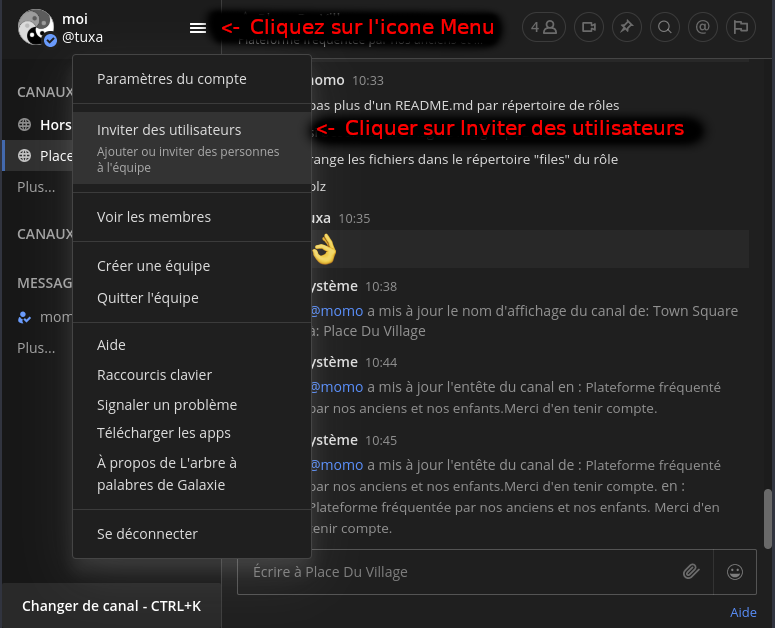 moi
@tuxa
<- Cliquez sur l'icone Menu
4
Plateforme fréquentée par nos anciens et
Paramètres du compte
CANAUX
Hors
Place
Plus...
CANAUX
MESSAG
mom
Plus...
Inviter des utilisateurs
Ajouter ou inviter des personnes
à l'équipe
<- Cliquer sur Inviter des utilisateurs
Voir les membres
Créer une équipe
Quitter l'équipe
Aide
Raccourcis clavier
Signaler un problème
Télécharger les apps
À propos de L'arbre à
palabres de Galaxie
Se déconnecter
Changer de canal - CTRL+K
momo 10:33
pas plus d'un README.md par répertoire de rôles
range les fichiers dans le répertoire "files" du rôle
plz
uxa 10:35
ystème 10:38
@momo a mis à jour le nom d'affichage du canal de: Town Square
à: Place Du Village
ystème 10:44
@momo a mis à jour l'entête du canal en : Plateforme fréquenté
par nos anciens et nos enfants.Merci d'en tenir compte.
ystème 10:45
@momo a mis à jour l'entête du canal de : Plateforme fréquenté
par nos anciens et nos enfants.Merci d'en tenir compte. en :
Plateforme fréquentée par nos anciens et nos enfants. Merci d'en
tenir compte.
Écrire à Place Du Village
Aide